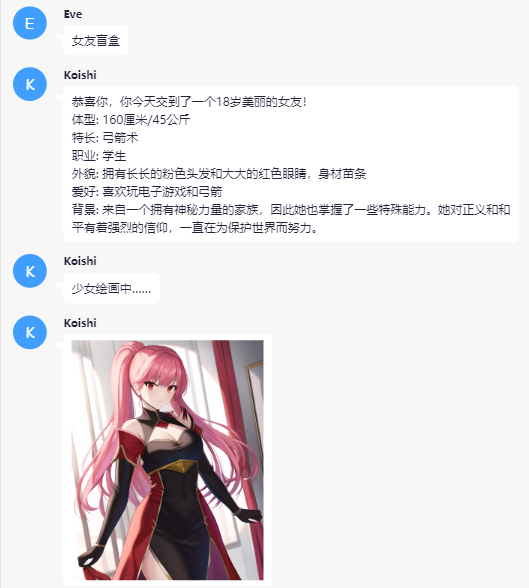 E
Eve
女友盲盒
K
Koishi
恭喜你，你今天交到了一个18岁美丽的女友！
体型: 160厘米/45公斤
特长: 弓箭术
职业: 学生
外貌: 拥有长长的粉色头发和大大的红色眼睛，身材苗条
爱好: 喜欢玩电子游戏和弓箭
背景: 来自一个拥有神秘力量的家族，因此她也掌握了一些特殊能力。她对正义和和
平有着强烈的信仰，一直在为保护世界而努力。
K
Koishi
少女绘画中......
K
Koishi